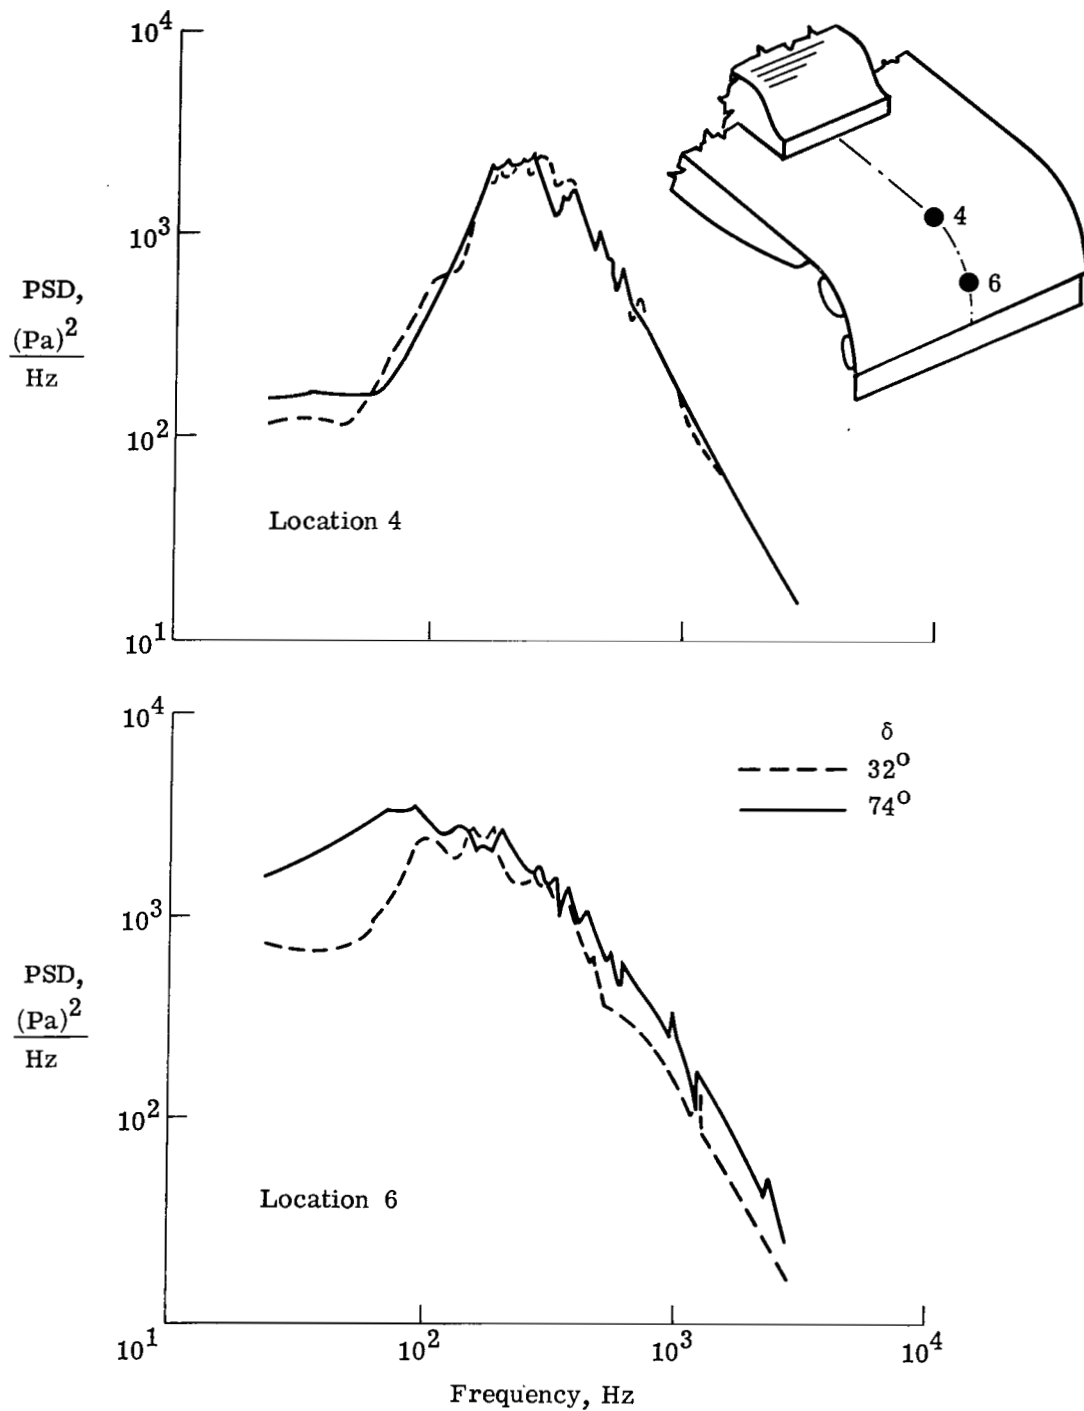 10^4
10^3
PSD,
(Pa)^2
Hz
10^2
10^1
Location 4
4
6
10^4
δ
32°
74°
10^3
PSD,
(Pa)^2
Hz
10^2
Location 6
10^1
10^2
10^3
10^4
Frequency, Hz